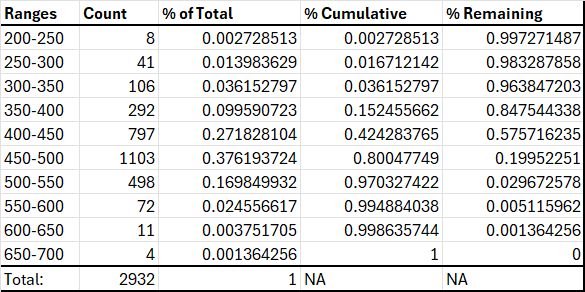 Ranges Count % of Total % Cumulative % Remaining
200-250 8 0.002728513 0.002728513 0.997271487
250-300 41 0.013983629 0.016712142 0.983287858
300-350 106 0.036152797 0.036152797 0.963847203
350-400 292 0.099590723 0.152455662 0.847544338
400-450 797 0.271828104 0.424283765 0.575716235
450-500 1103 0.376193724 0.80047749 0.19952251
500-550 498 0.169849932 0.970327422 0.029672578
550-600 72 0.024556617 0.994884038 0.005115962
600-650 11 0.003751705 0.998635744 0.001364256
650-700 4 0.001364256 1 0
Total: 2932 1 NA NA